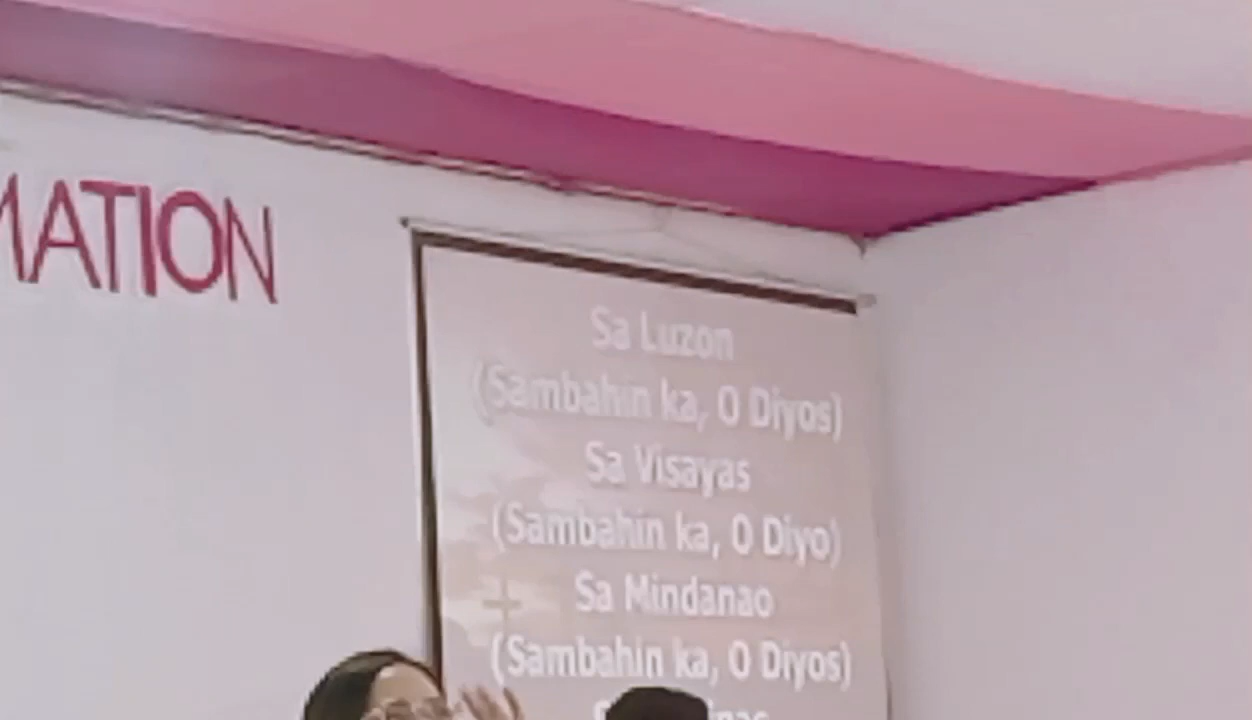 MATION
Sa Luzon
(Sambahin ka, O Diyos)
Sa Visayas
(Sambahin ka, O Diyo)
Sa Mindanao
(Sambahin ka, O Diyos)